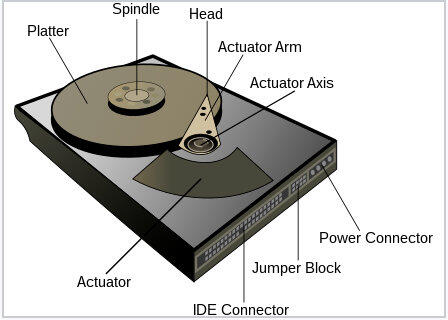 Spindle
Head
Platter
Actuator Arm
Actuator Axis
Power Connector
Jumper Block
Actuator
IDE Connector